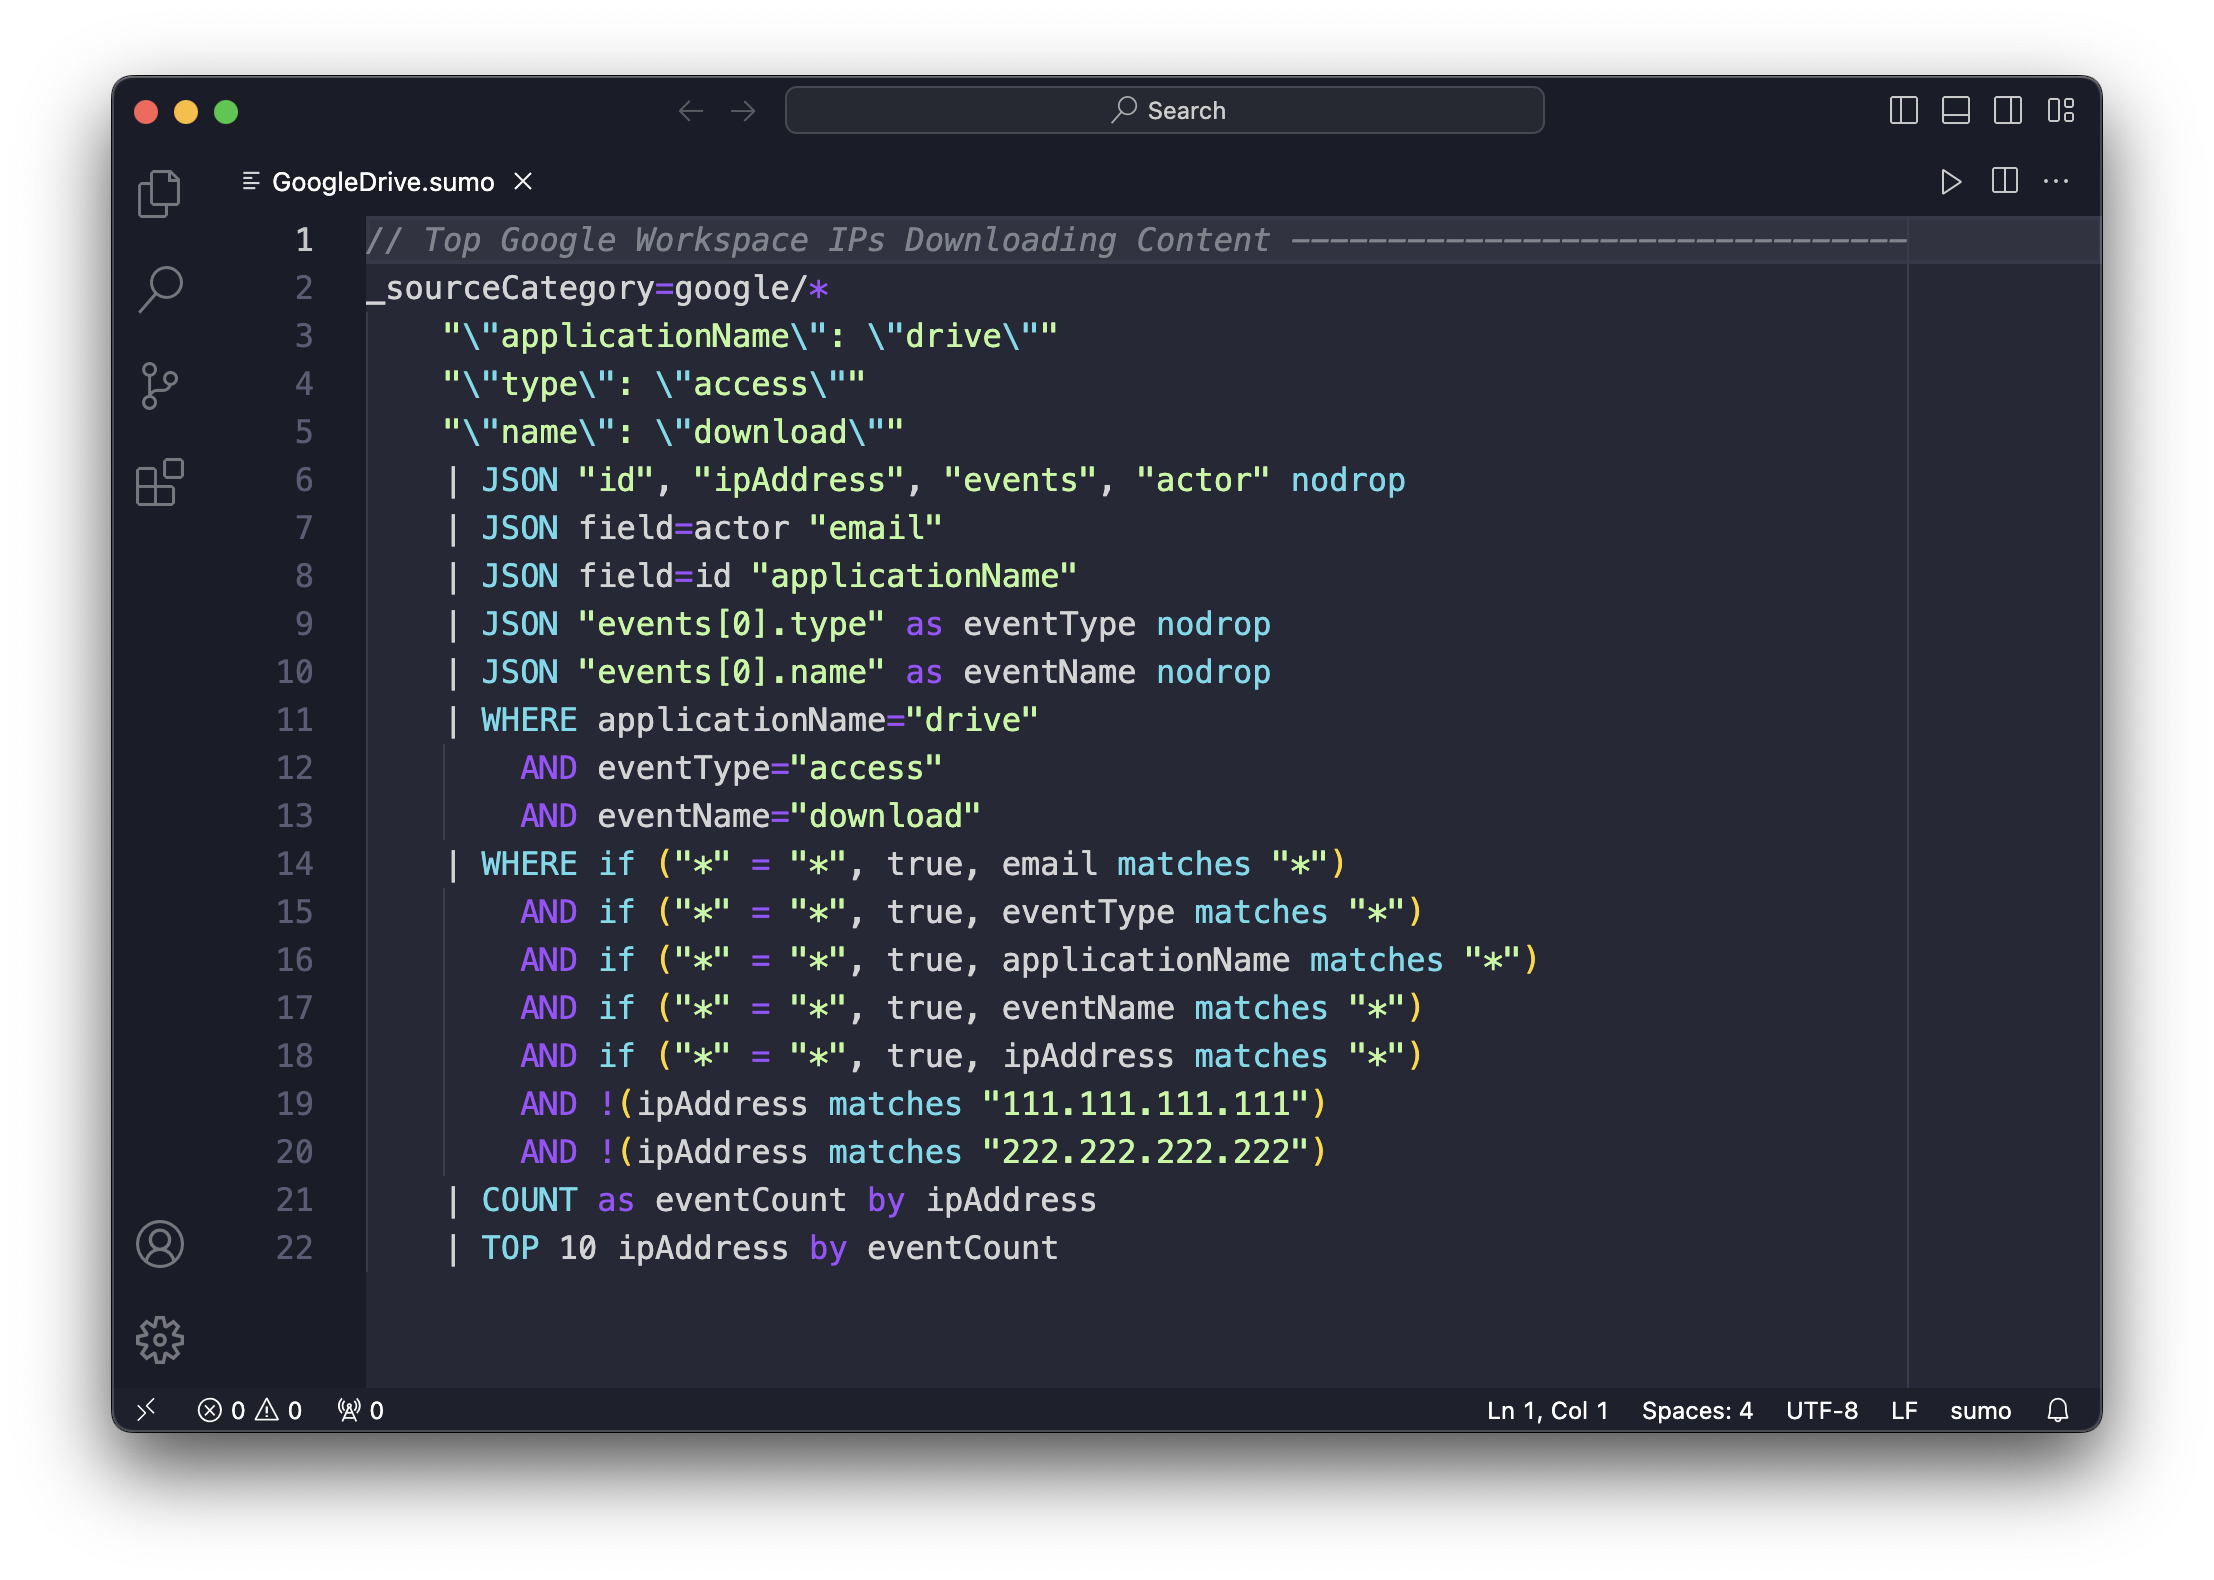 Search
GoogleDrive.sumo
1 // Top Google Workspace IPs Downloading Content --------------------------------
2 _sourceCategory=google/*
3     "\"applicationName\": \"drive\""
4     "\"type\": \"access\""
5     "\"name\": \"download\""
6     | JSON "id", "ipAddress", "events", "actor" nodrop
7     | JSON field=actor "email"
8     | JSON field=id "applicationName"
9     | JSON "events[0].type" as eventType nodrop
10     | JSON "events[0].name" as eventName nodrop
11     | WHERE applicationName="drive"
12         AND eventType="access"
13         AND eventName="download"
14     | WHERE if ("*" = "*", true, email matches "*")
15         AND if ("*" = "*", true, eventType matches "*")
16         AND if ("*" = "*", true, applicationName matches "*")
17         AND if ("*" = "*", true, eventName matches "*")
18         AND if ("*" = "*", true, ipAddress matches "*")
19         AND !(ipAddress matches "111.111.111.111")
20         AND !(ipAddress matches "222.222.222.222")
21     | COUNT as eventCount by ipAddress
22     | TOP 10 ipAddress by eventCount
0 0 0 Ln 1, Col 1 Spaces: 4 UTF-8 LF sumo